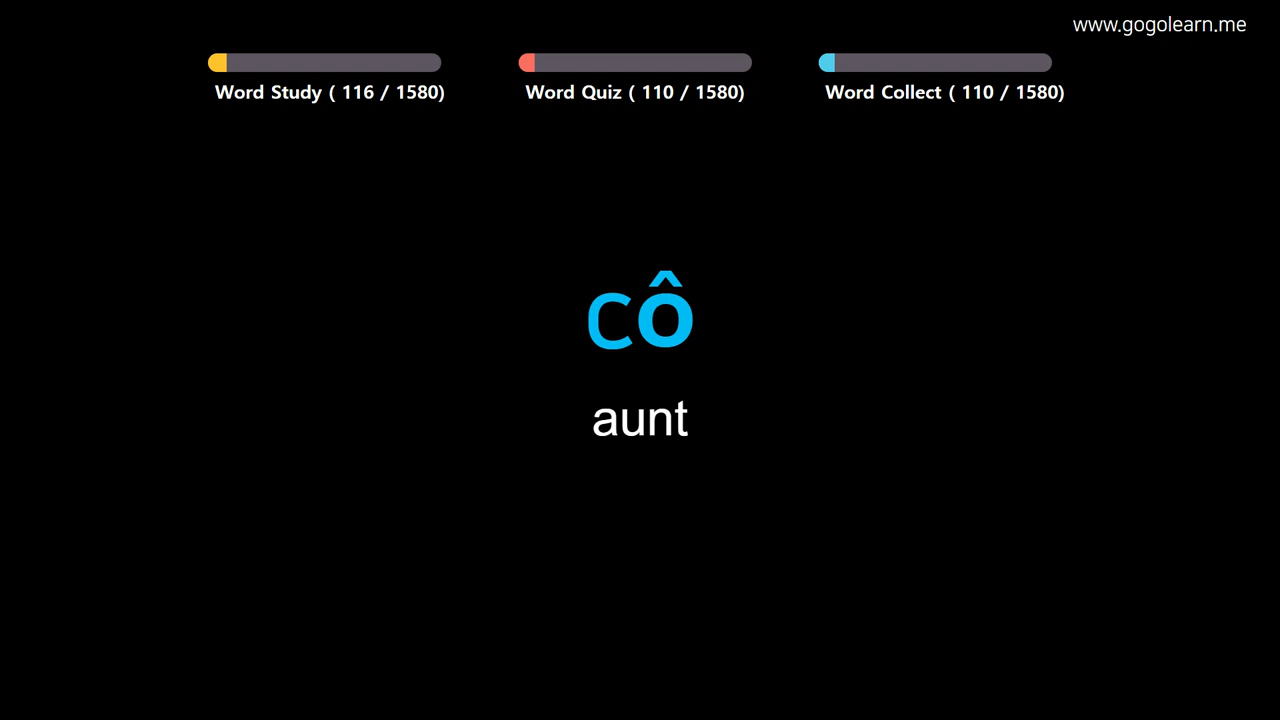 www.gogolearn.me
Word Study ( 116 / 1580)
Word Quiz ( 110 / 1580)
Word Collect ( 110 / 1580)
cô
aunt